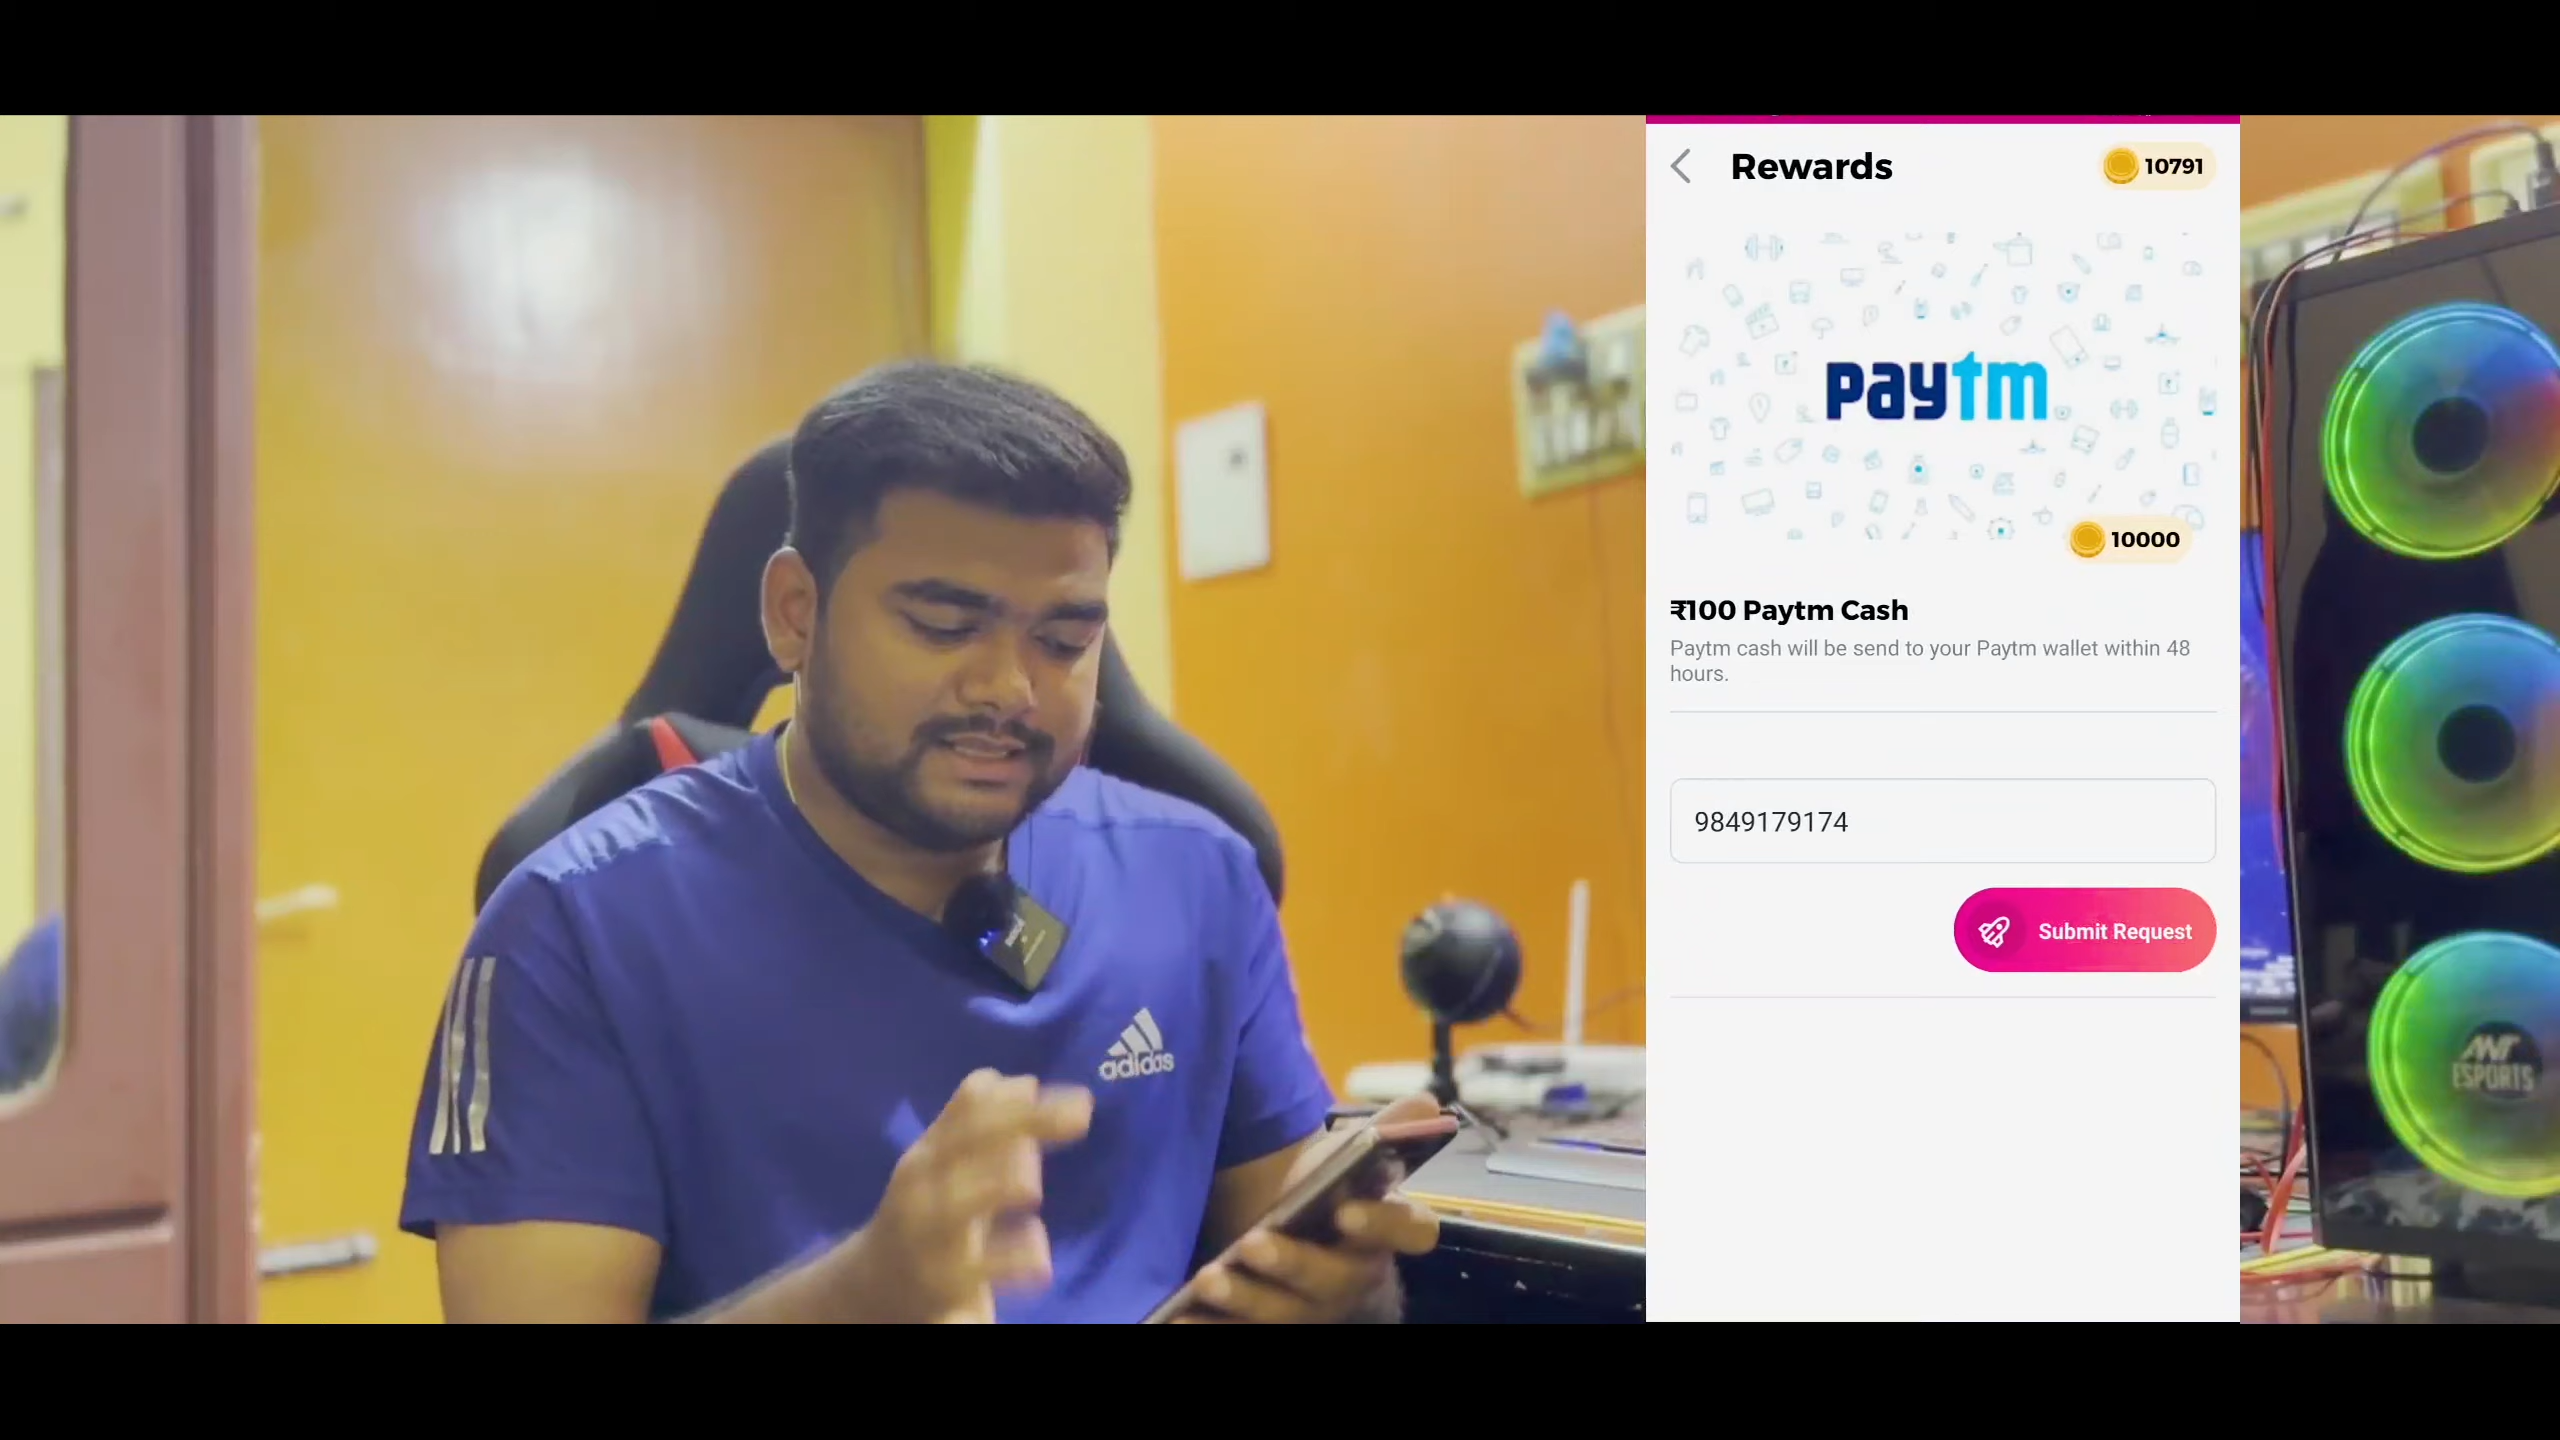 Rewards
10791
paytm
10000
₹100 Paytm Cash
Paytm cash will be send to your Paytm wallet within 48
hours.
9849179174
Submit Request
adidas
ANT
ESPORTS